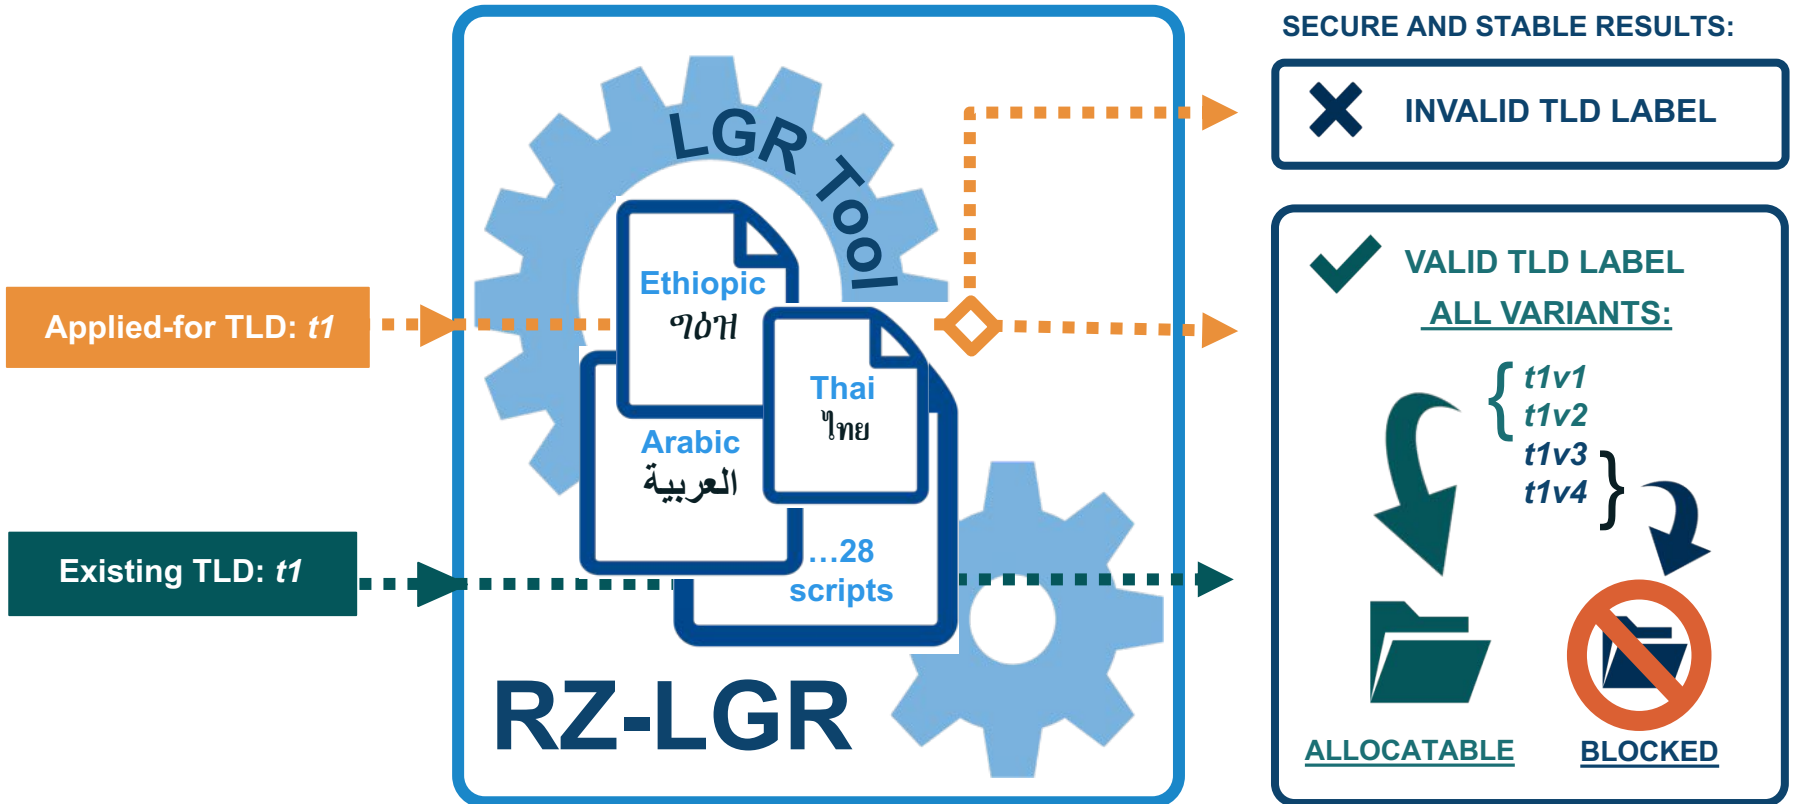 SECURE AND STABLE RESULTS:
INVALID TLD LABEL
LGR Tool
Ethiopic
ግዕዝ
Applied-for TLD: t1
Thai
ไทย
Arabic
العربية
VALID TLD LABEL
ALL VARIANTS:
{ t1v1
t1v2
t1v3
t1v4 }
Existing TLD: t1
...28
scripts
RZ-LGR
ALLOCATABLE
BLOCKED